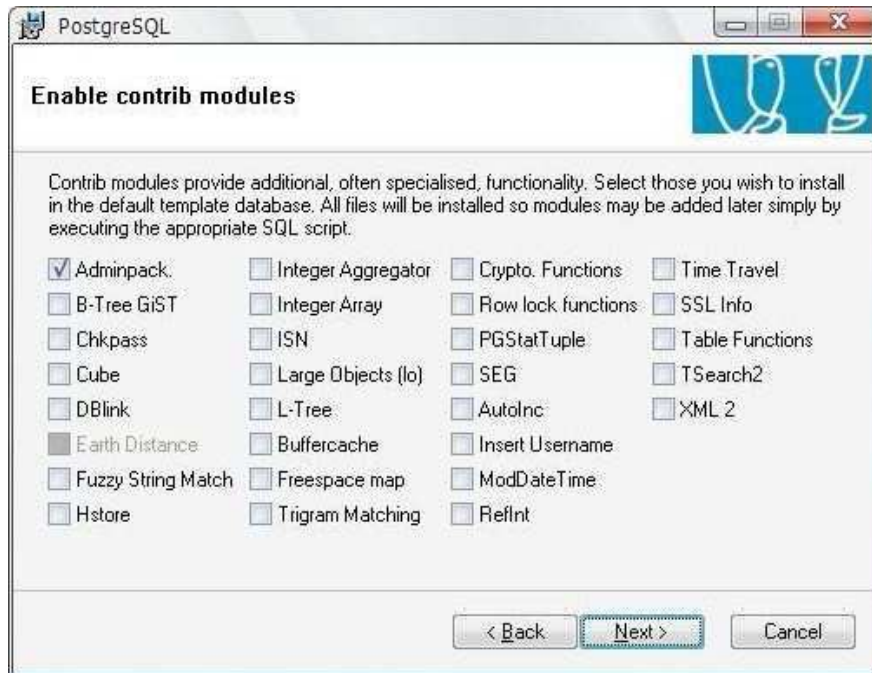 PostgreSQL
Enable contrib modules
Contrib modules provide additional, often specialised, functionality. Select those you wish to install
in the default template database. All files will be installed so modules may be added later simply by
executing the appropriate SQL script.
Adminpack. Integer Aggregator Crypto. Functions Time Travel
B-Tree GiST Integer Array Row lock functions SSL Info
Chkpass ISN PGStatTuple Table Functions
Cube Large Objects (lo) SEG TSearch2
DBlink L-Tree AutoInc XML 2
Earth Distance Buffercache Insert Username
Fuzzy String Match Freespace map ModDateTime
Hstore Trigram Matching RefInt
< Back Next > Cancel